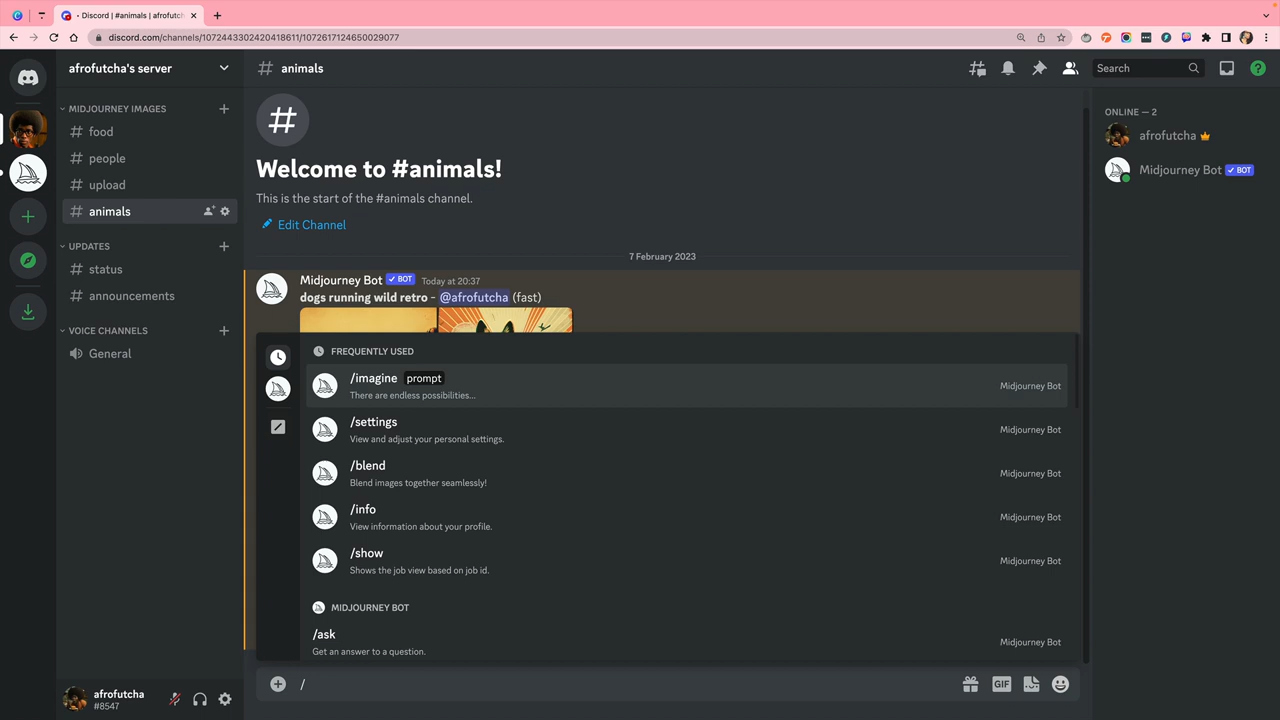 Discord | #animals | afrofutch
discord.com/channels/1072443302420418611/1072617124650029077
afrofutcha's server
animals
Search
MIDJOURNEY IMAGES
food
people
upload
animals
UPDATES
status
announcements
VOICE CHANNELS
General
afrofutcha
#8547
Welcome to #animals!
This is the start of the #animals channel.
Edit Channel
7 February 2023
Midjourney Bot BOT Today at 20:37
dogs running wild retro - @afrofutcha (fast)
FREQUENTLY USED
/imagine prompt
There are endless possibilities...
Midjourney Bot
/settings
View and adjust your personal settings.
Midjourney Bot
/blend
Blend images together seamlessly!
Midjourney Bot
/info
View information about your profile.
Midjourney Bot
/show
Shows the job view based on job id.
Midjourney Bot
MIDJOURNEY BOT
/ask
Get an answer to a question.
Midjourney Bot
/
GIF
ONLINE — 2
afrofutcha
Midjourney Bot BOT